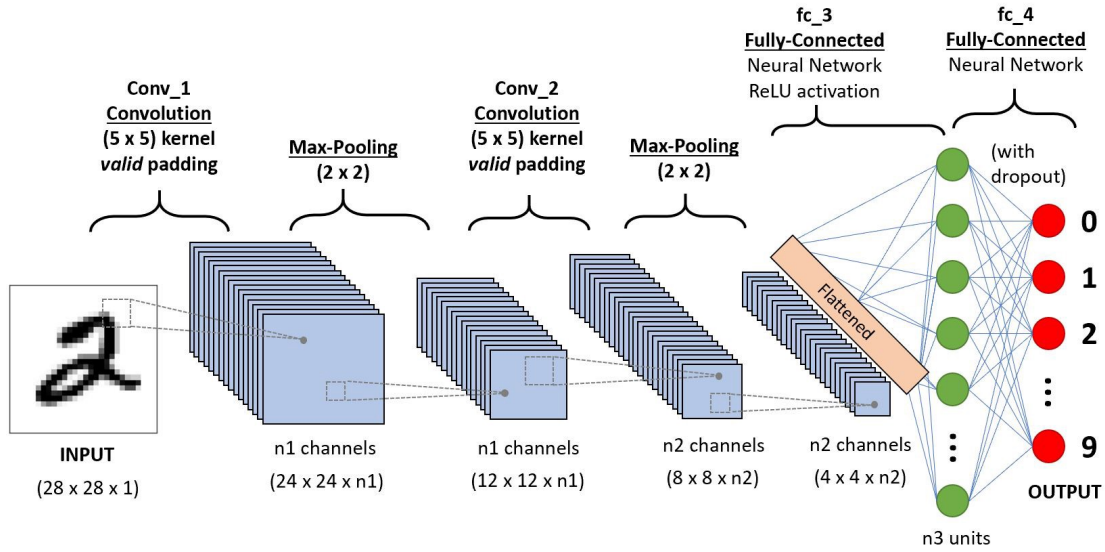 fc_3
Fully-Connected
Neural Network
ReLU activation
fc_4
Fully-Connected
Neural Network
Conv_1
Convolution
(5 x 5) kernel
valid padding
Max-Pooling
(2 x 2)
Conv_2
Convolution
(5 x 5) kernel
valid padding
Max-Pooling
(2 x 2)
(with
dropout)
Flattened
0
1
2
9
INPUT
(28 x 28 x 1)
n1 channels
(24 x 24 x n1)
n1 channels
(12 x 12 x n1)
n2 channels
(8 x 8 x n2)
n2 channels
(4 x 4 x n2)
OUTPUT
n3 units
2